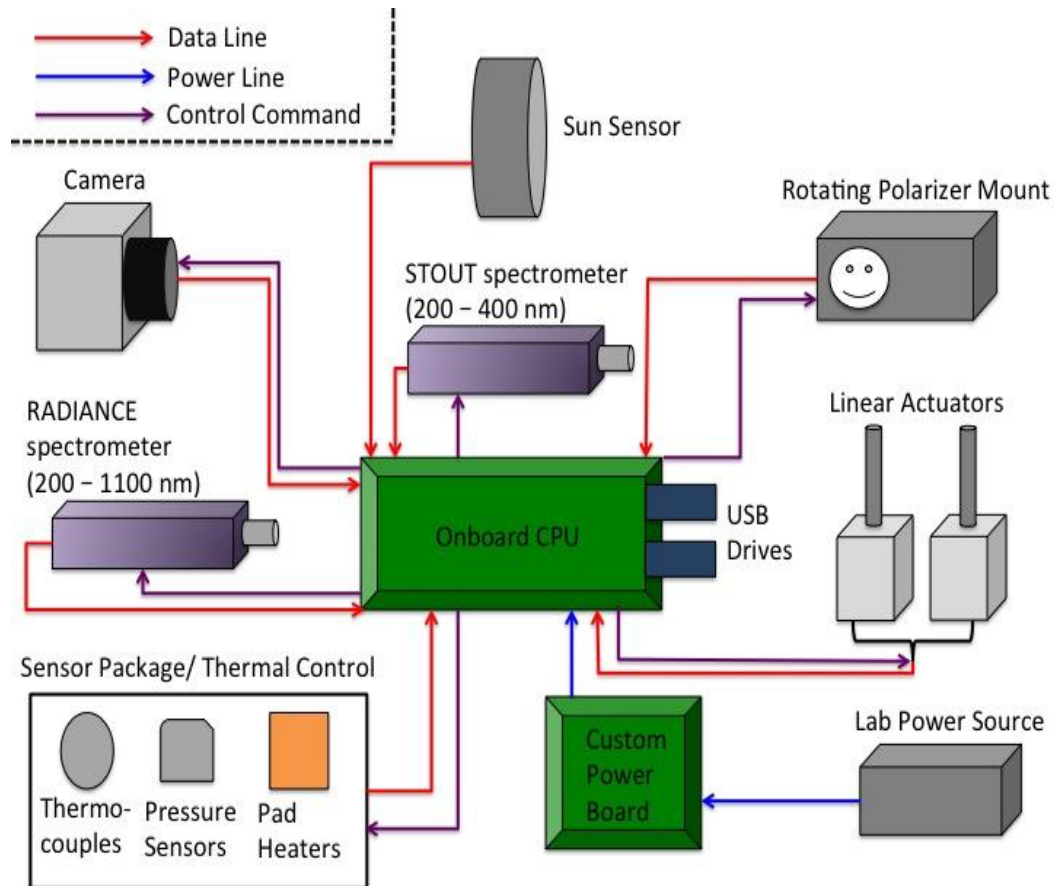 Data Line
Power Line
Control Command
Sun Sensor
Camera
Rotating Polarizer Mount
STOUT spectrometer
(200 – 400 nm)
RADIANCE
spectrometer
(200 – 1100 nm)
Linear Actuators
Onboard CPU
USB
Drives
Sensor Package/ Thermal Control
Thermo-
couples
Pressure
Sensors
Pad
Heaters
Custom
Power
Board
Lab Power Source